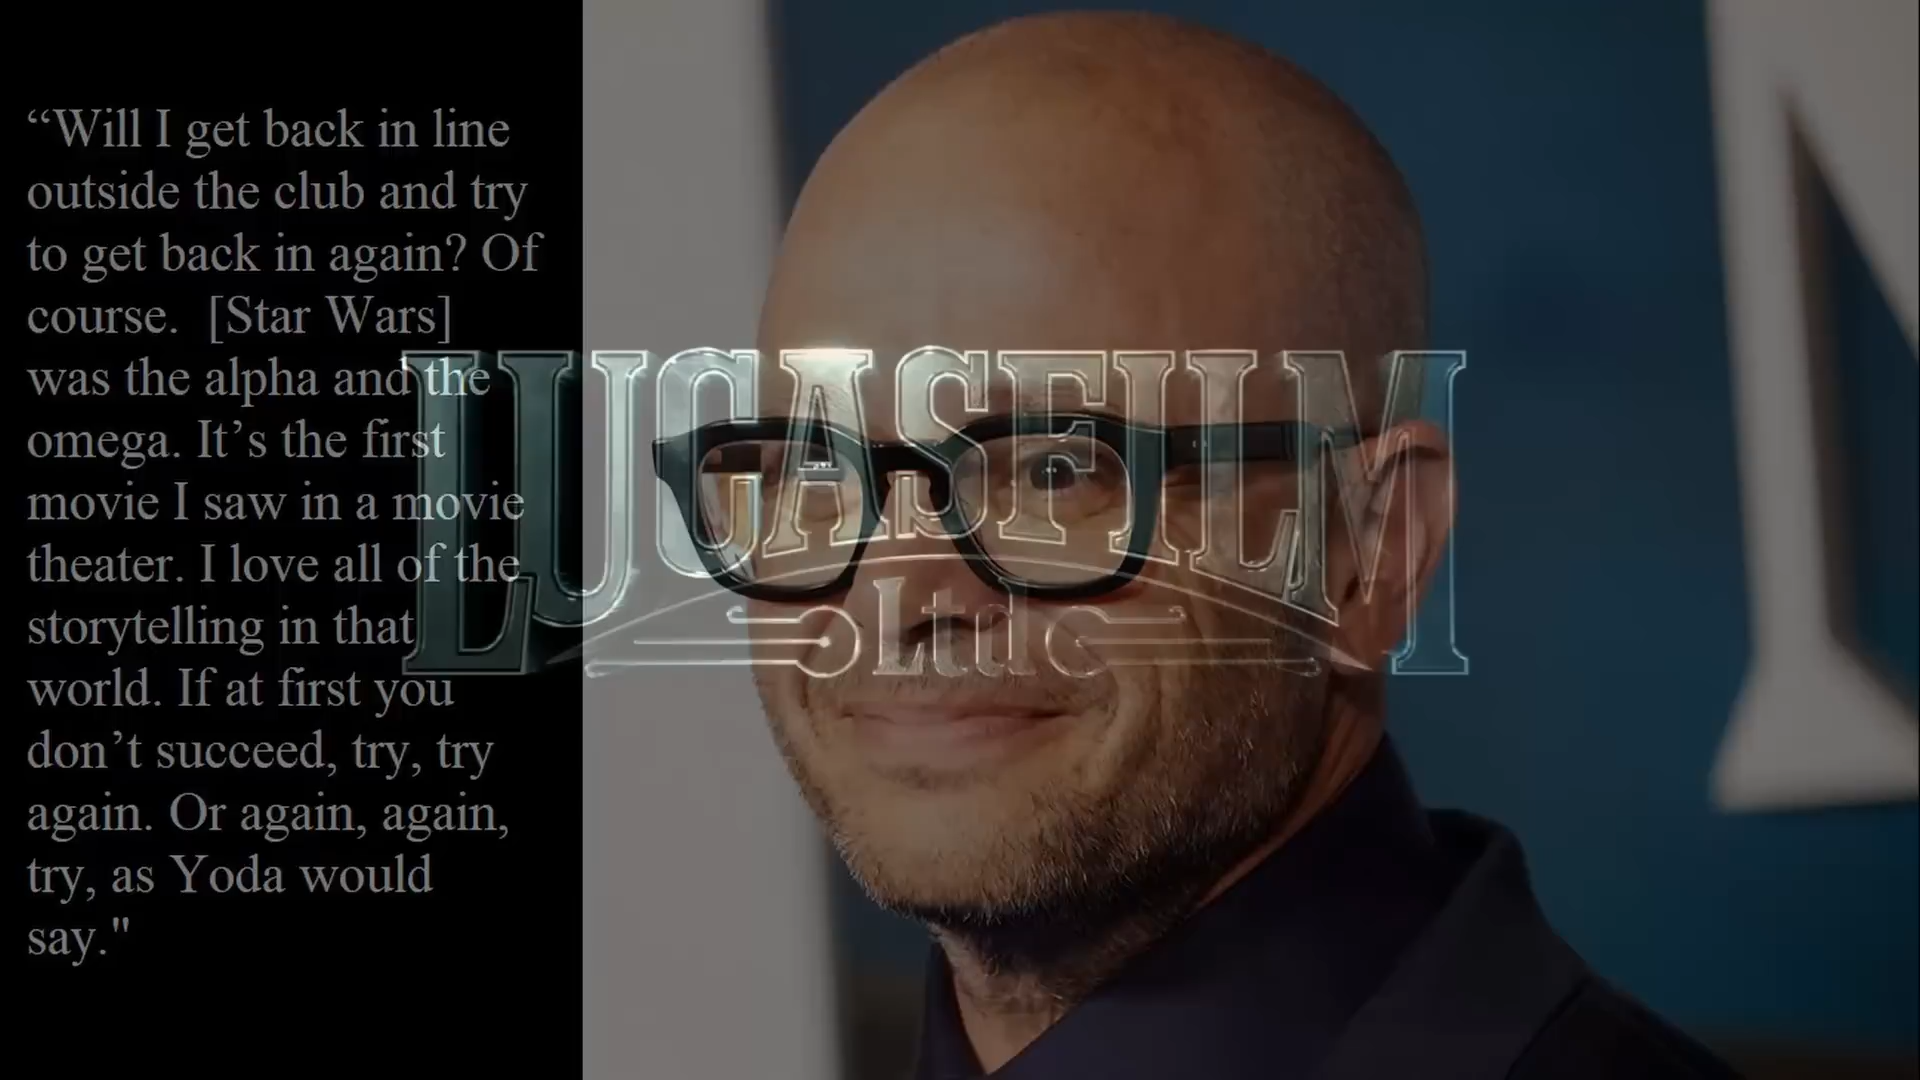 “Will I get back in line
outside the club and try
to get back in again? Of
course.  [Star Wars]
was the alpha and the
omega. It’s the first
movie I saw in a movie
theater. I love all of the
storytelling in that
world. If at first you
don’t succeed, try, try
again. Or again, again,
try, as Yoda would
say."
LUCASFILM
Ltd